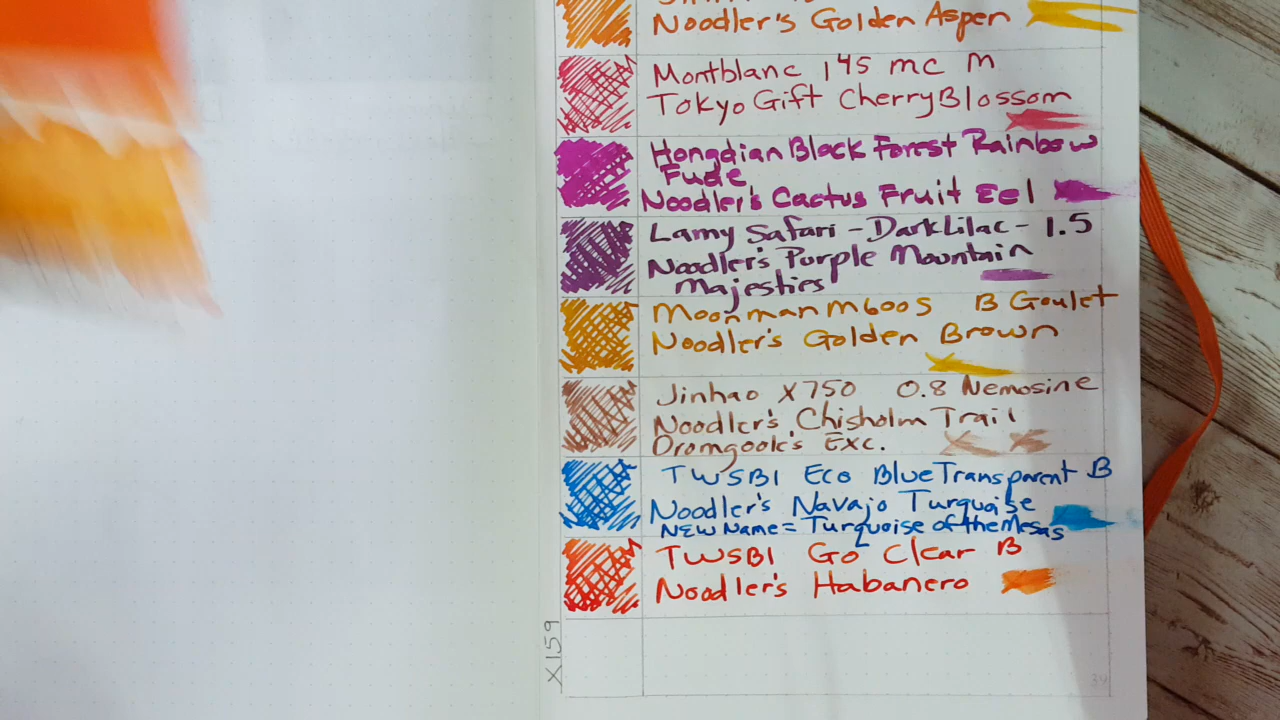 Noodler's Golden Aspen
Montblanc 145 mc M
Tokyo Gift Cherry Blossom
Hongdian Black Forest Rainbow
Fude
Noodler's Cactus Fruit Eel
Lamy Safari - Dark Lilac - 1.5
Noodler's Purple Mountain
Majesties
Moonman M600S B Goulet
Noodler's Golden Brown
Jinhao X750 0.8 Nemosine
Noodler's Chisholm Trail
Dromgoole's Exc.
TWSBI Eco Blue Transparent B
Noodler's Navajo Turquoise
New Name = Turquoise of the Mesas
TWSBI Go Clear B
Noodler's Habanero
X159
34